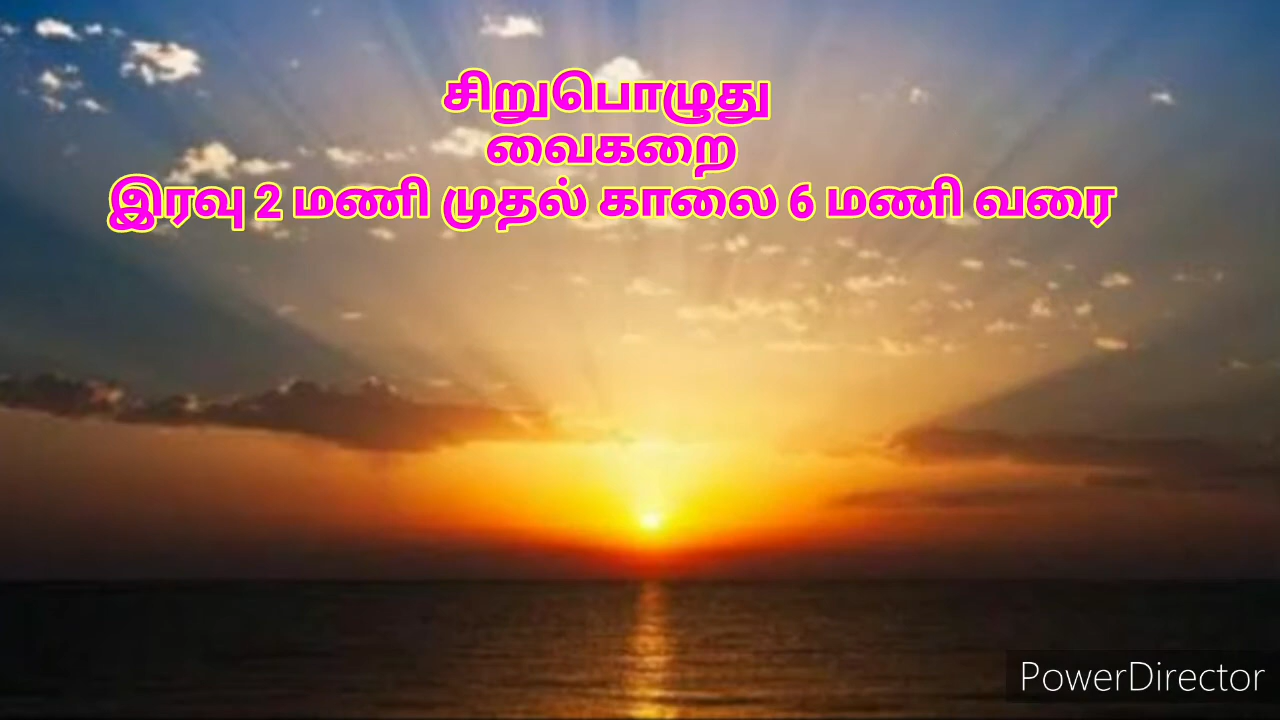 சிறுபொழுது
வைகறை
இரவு 2 மணி முதல் காலை 6 மணி வரை
PowerDirector